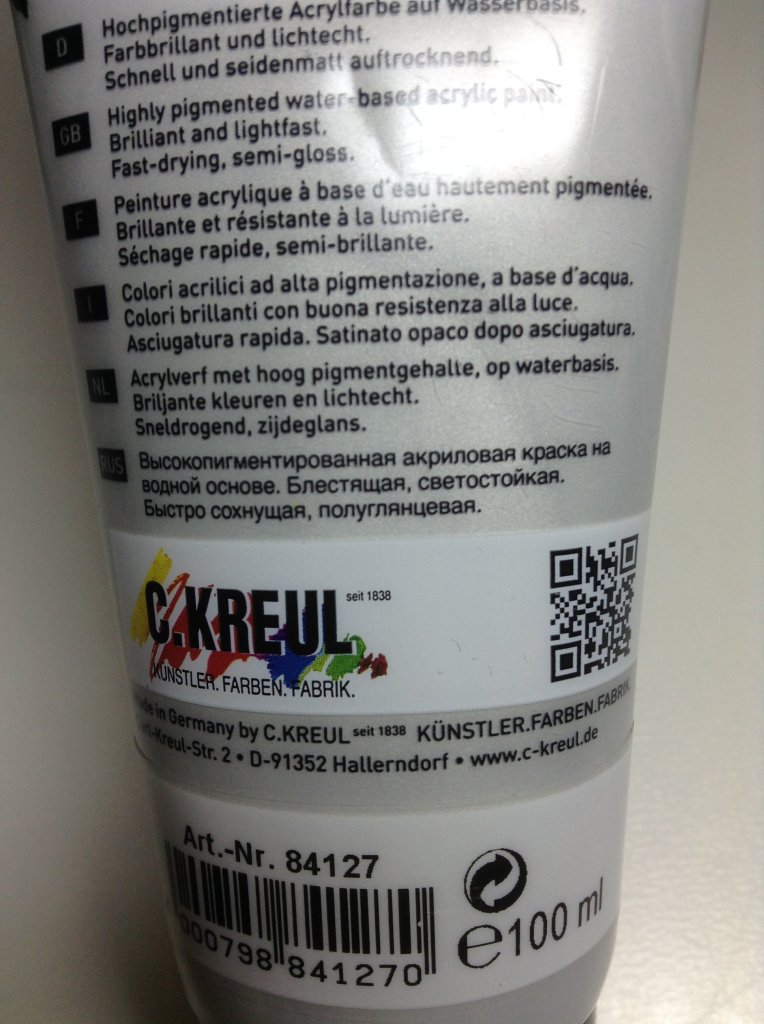 D
Hochpigmentierte Acrylfarbe auf Wasserbasis.
Farbbrillant und lichtecht.
Schnell und seidenmatt auftrocknend.
GB
Highly pigmented water-based acrylic paint.
Brilliant and lightfast.
Fast-drying, semi-gloss.
F
Peinture acrylique à base d'eau hautement pigmentée.
Brillante et résistante à la lumière.
Séchage rapide, semi-brillante.
I
Colori acrilici ad alta pigmentazione, a base d'acqua.
Colori brillanti con buona resistenza alla luce.
Asciugatura rapida. Satinato opaco dopo asciugatura.
NL
Acrylverf met hoog pigmentgehalte, op waterbasis.
Briljante kleuren en lichtecht.
Sneldrogend, zijdeglans.
RUS
Высокопигментированная акриловая краска на
водной основе. Блестящая, светостойкая.
Быстро сохнущая, полуглянцевая.
C.KREUL seit 1838
KÜNSTLER.FARBEN.FABRIK.
in Germany by C.KREUL seit 1838 KÜNSTLER.FARBEN.FABRIK.
-Kreul-Str. 2 • D-91352 Hallerndorf • www.c-kreul.de
Art.-Nr. 84127
000798 841270
e 100 ml